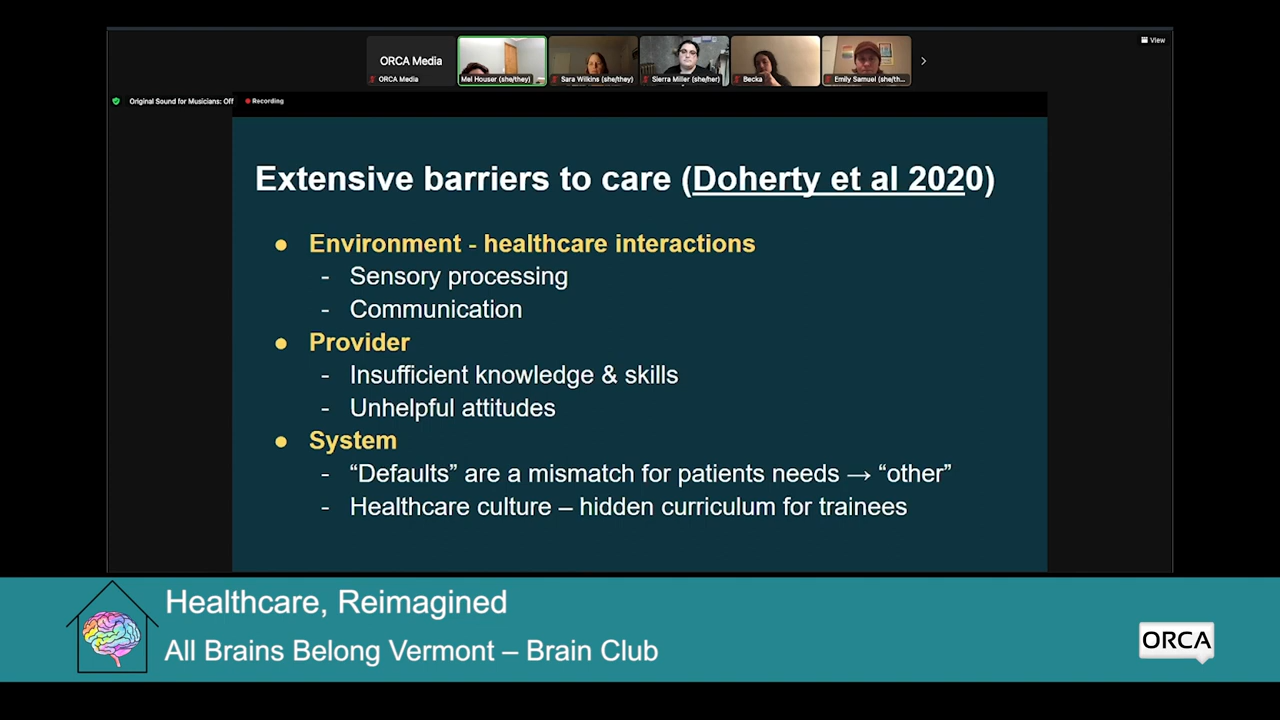 View
ORCA Media
ORCA Media
Mel Houser (she/they)
Sara Wilkins (she/they)
Sierra Miller (she/her)
Becka
Emily Samuel (she/th...
Original Sound for Musicians: Off
Recording
Extensive barriers to care (Doherty et al 2020)
● Environment - healthcare interactions
- Sensory processing
- Communication
● Provider
- Insufficient knowledge & skills
- Unhelpful attitudes
● System
- “Defaults” are a mismatch for patients needs → “other”
- Healthcare culture – hidden curriculum for trainees
Healthcare, Reimagined
All Brains Belong Vermont – Brain Club
ORCA